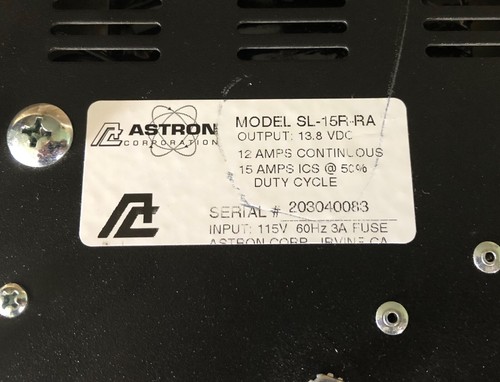 ASTRON
CORPORATION
MODEL SL-15R-RA
OUTPUT: 13.8 VDC
12 AMPS CONTINUOUS
15 AMPS ICS @ 50%
DUTY CYCLE
SERIAL # 203040083
INPUT: 115V 60Hz 3A FUSE
ASTRON CORP. IRVINE CA